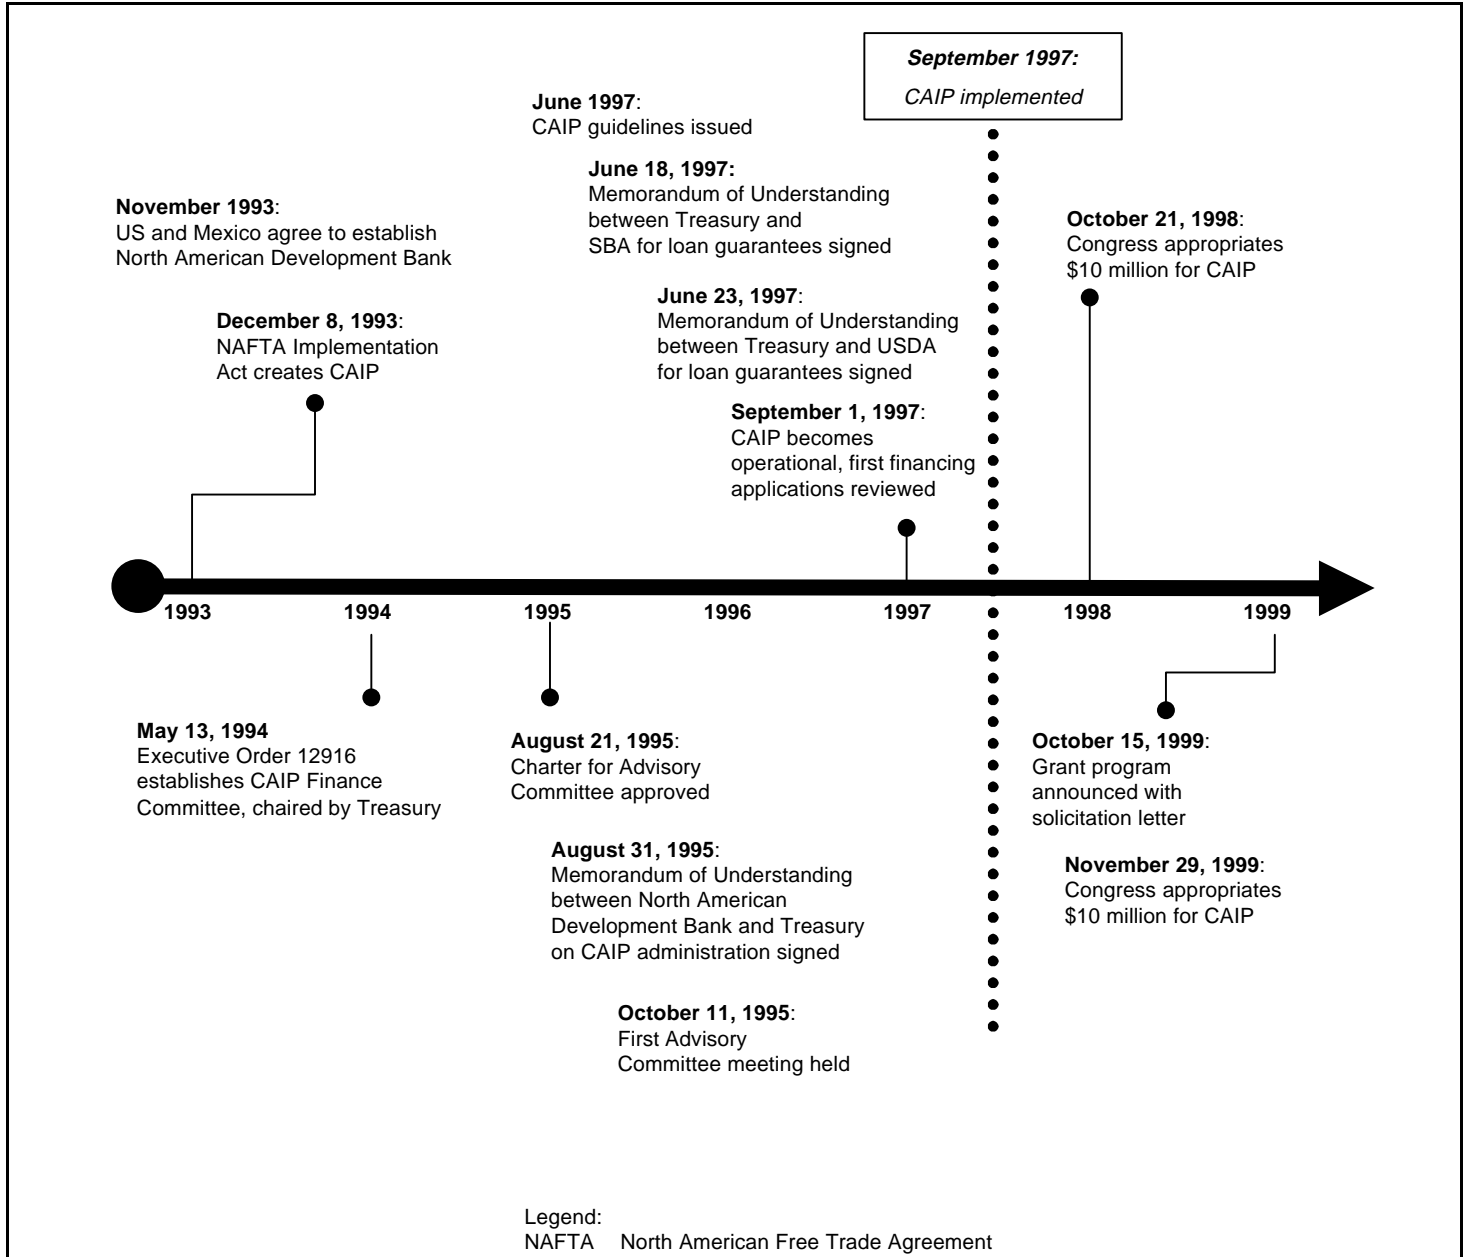 September 1997:
CAIP implemented
June 1997:
CAIP guidelines issued
June 18, 1997:
Memorandum of Understanding
between Treasury and
SBA for loan guarantees signed
November 1993:
US and Mexico agree to establish
North American Development Bank
October 21, 1998:
Congress appropriates
$10 million for CAIP
June 23, 1997:
Memorandum of Understanding
between Treasury and USDA
for loan guarantees signed
December 8, 1993:
NAFTA Implementation
Act creates CAIP
September 1, 1997:
CAIP becomes
operational, first financing
applications reviewed
1993 1994 1995 1996 1997 1998 1999
May 13, 1994
Executive Order 12916
establishes CAIP Finance
Committee, chaired by Treasury
August 21, 1995:
Charter for Advisory
Committee approved
October 15, 1999:
Grant program
announced with
solicitation letter
August 31, 1995:
Memorandum of Understanding
between North American
Development Bank and Treasury
on CAIP administration signed
November 29, 1999:
Congress appropriates
$10 million for CAIP
October 11, 1995:
First Advisory
Committee meeting held
Legend:
NAFTA North American Free Trade Agreement